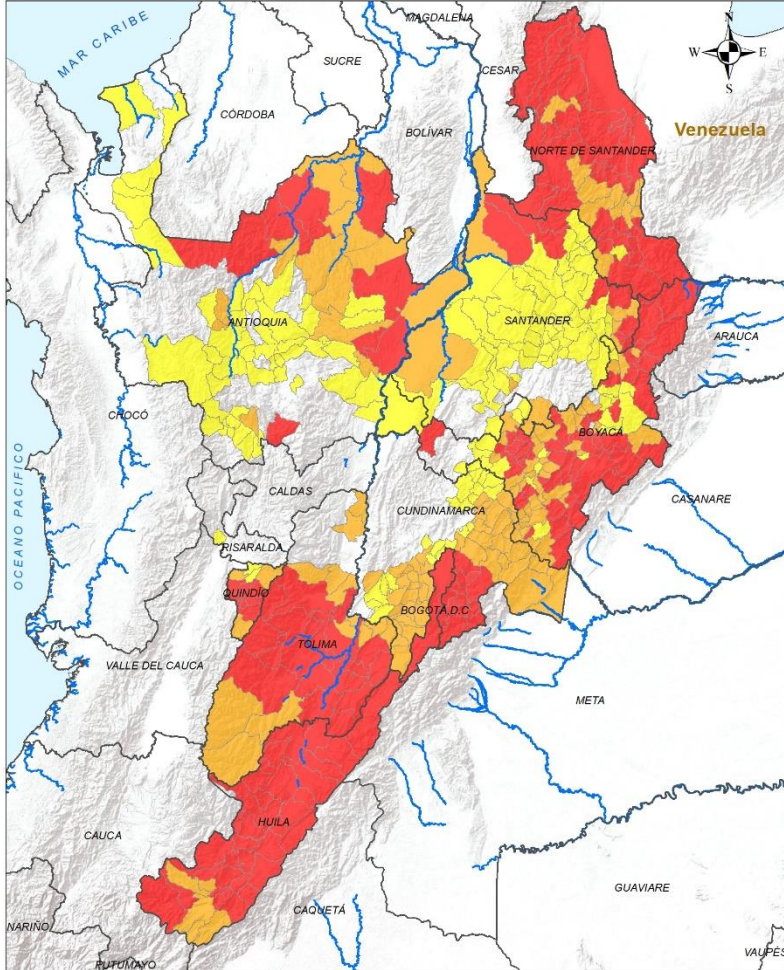 MAGDALENA
N
MAR CARIBE
W
E
S
SUCRE
CESAR
CÓRDOBA
BOLÍVAR
Venezuela
NORTE DE SANTANDER
ANTIOQUIA
SANTANDER
ARAUCA
CHOCÓ
BOYACÁ
CALDAS
CASANARE
CUNDINAMARCA
OCEANO PACIFICO
RISARALDA
QUINDÍO
BOGOTÁ, D.C
TOLIMA
VALLE DEL CAUCA
META
HUILA
CAUCA
GUAVIARE
CAQUETÁ
NARIÑO
VAUPÉS
PUTUMAYO